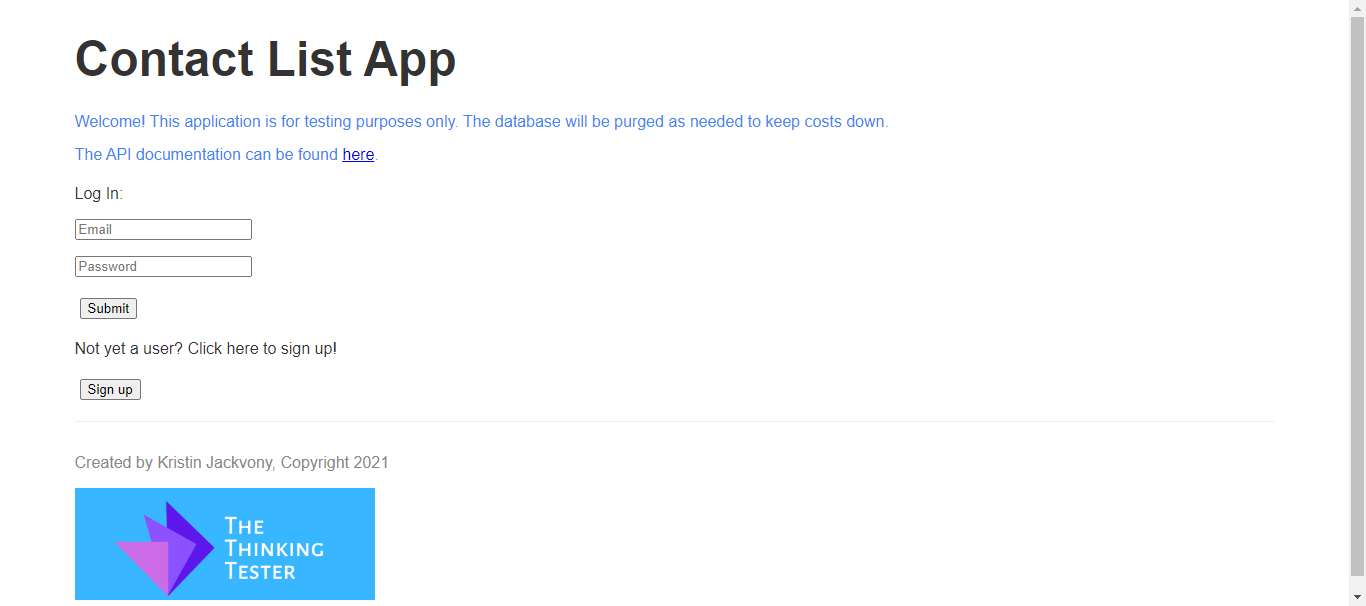 Contact List App
Welcome! This application is for testing purposes only. The database will be purged as needed to keep costs down.
The API documentation can be found here.
Log In:
Email
Password
Submit
Not yet a user? Click here to sign up!
Sign up
Created by Kristin Jackvony, Copyright 2021
THE
THINKING
TESTER